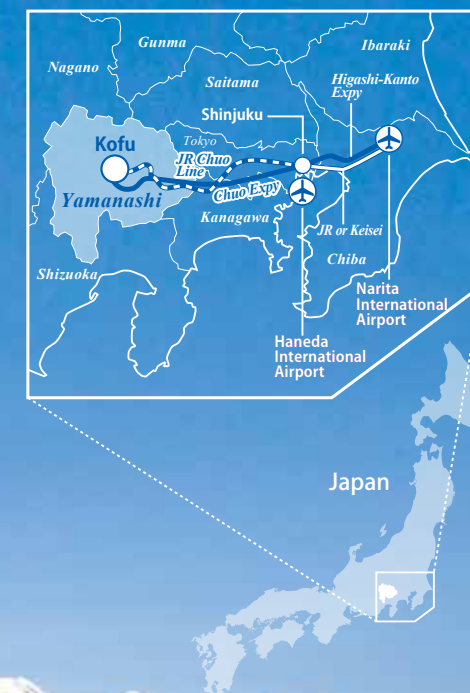 Gunma
Ibaraki
Nagano
Saitama
Higashi-Kanto
Expy
Shinjuku
Kofu
Tokyo
JR Chuo
Line
Chuo Expy
Yamanashi
Kanagawa
JR or Keisei
Chiba
Shizuoka
Narita
International
Airport
Haneda
International
Airport
Japan